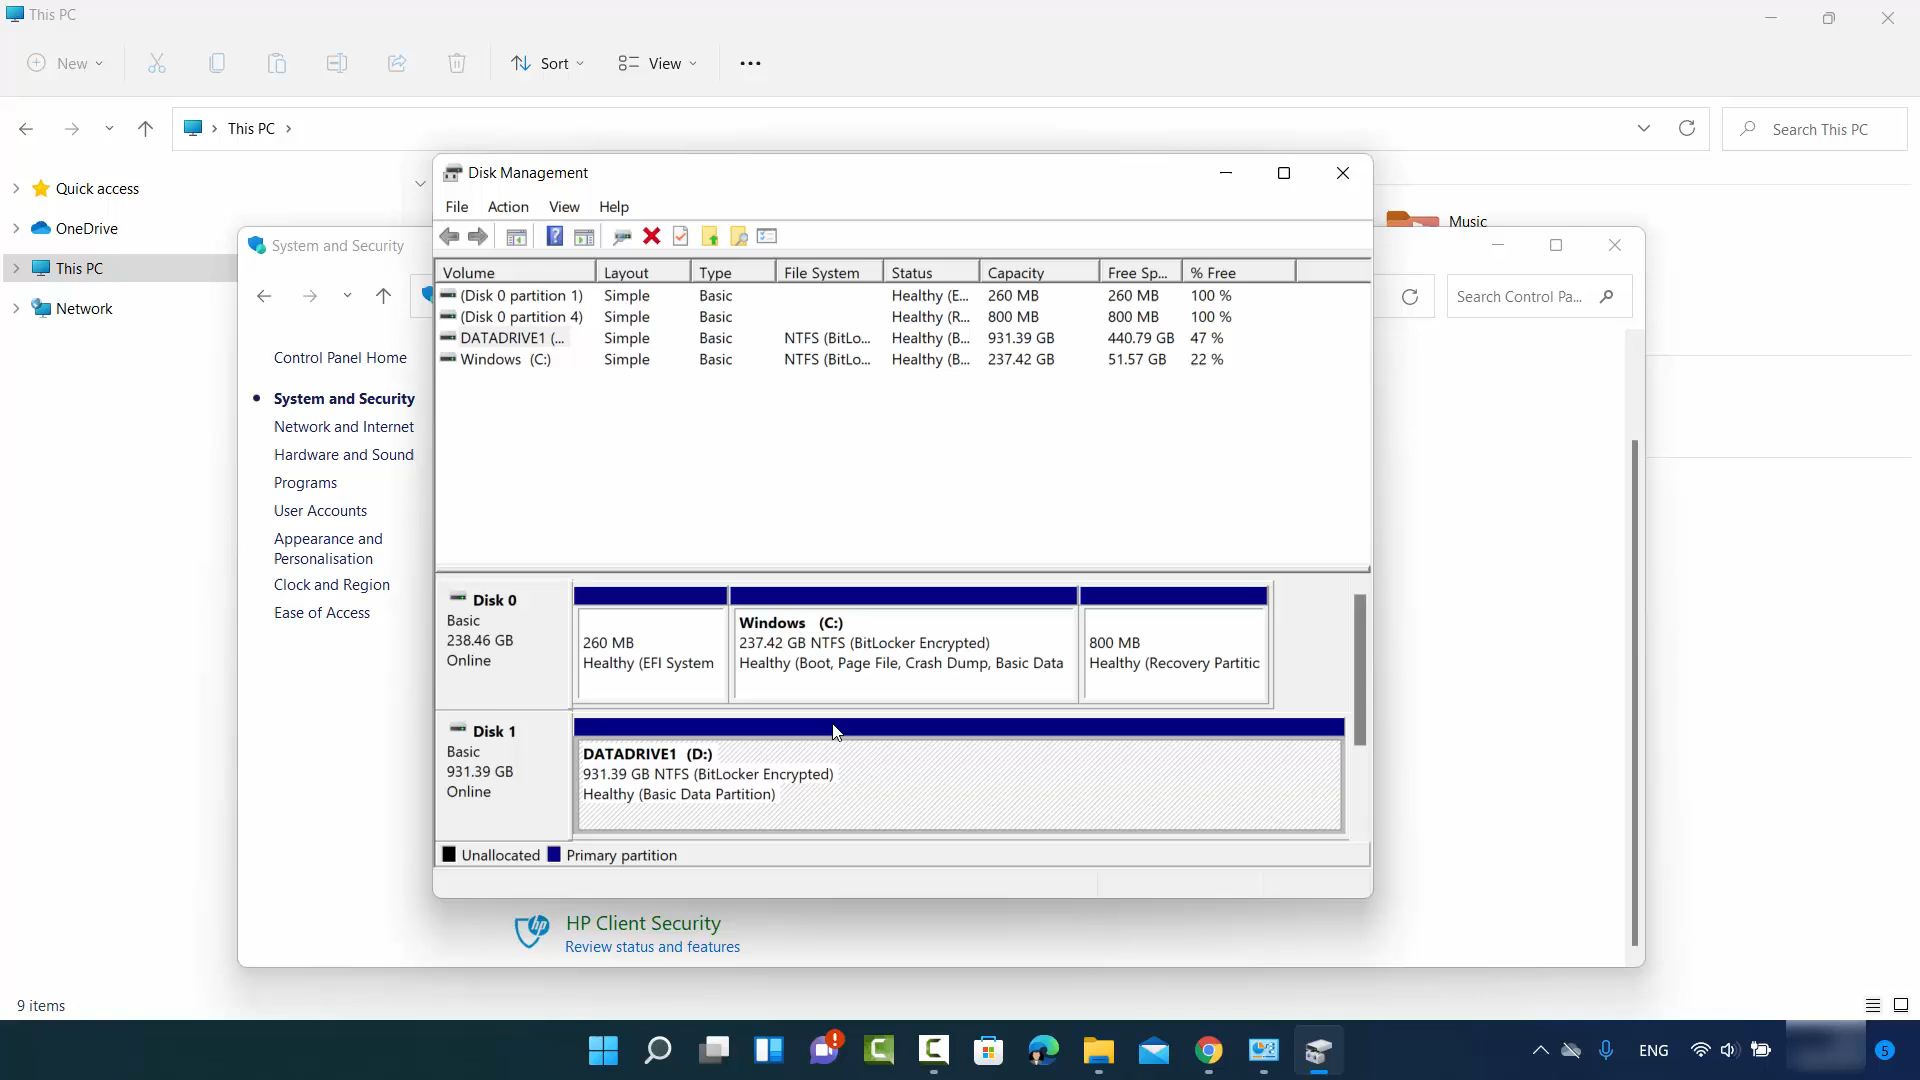 This PC
New
Sort
View
This PC
Search This PC
Quick access
OneDrive
This PC
Network
Music
System and Security
Search Control Pa...
Control Panel Home
System and Security
Network and Internet
Hardware and Sound
Programs
User Accounts
Appearance and
Personalisation
Clock and Region
Ease of Access
Disk Management
File Action View Help
Volume Layout Type File System Status Capacity Free Sp... % Free
(Disk 0 partition 1) Simple Basic Healthy (E... 260 MB 260 MB 100 %
(Disk 0 partition 4) Simple Basic Healthy (R... 800 MB 800 MB 100 %
DATADRIVE1 (... Simple Basic NTFS (BitLo... Healthy (B... 931.39 GB 440.79 GB 47 %
Windows (C:) Simple Basic NTFS (BitLo... Healthy (B... 237.42 GB 51.57 GB 22 %
Disk 0
Basic
238.46 GB
Online
260 MB
Healthy (EFI System
Windows (C:)
237.42 GB NTFS (BitLocker Encrypted)
Healthy (Boot, Page File, Crash Dump, Basic Data
800 MB
Healthy (Recovery Partitic
Disk 1
Basic
931.39 GB
Online
DATADRIVE1 (D:)
931.39 GB NTFS (BitLocker Encrypted)
Healthy (Basic Data Partition)
Unallocated Primary partition
HP Client Security
Review status and features
9 items
ENG
5